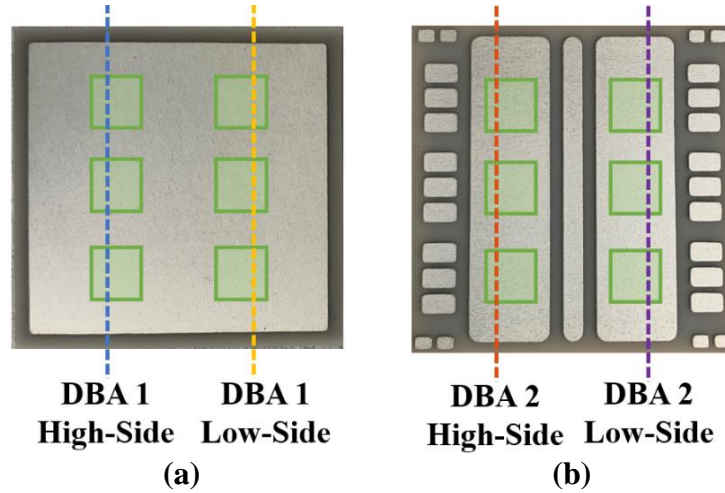 DBA 1 DBA 1 DBA 2 DBA 2
High-Side Low-Side High-Side Low-Side
(a) (b)